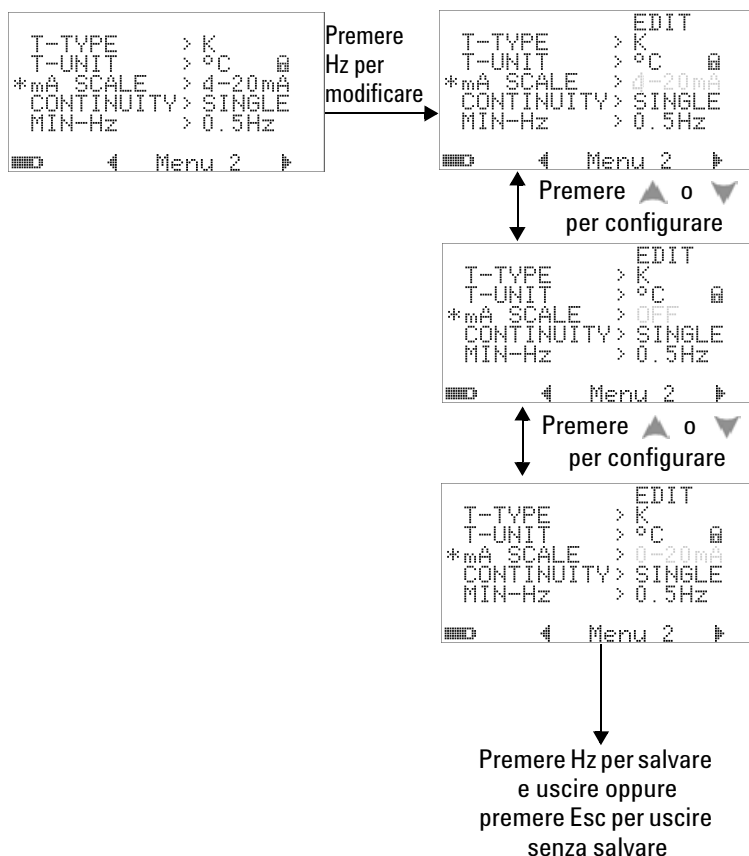 T-TYPE > K
T-UNIT > °C
*mA SCALE > 4-20mA
CONTINUITY> SINGLE
MIN-Hz > 0.5Hz
Menu 2
Premere
Hz per
modificare
EDIT
T-TYPE > K
T-UNIT > °C
*mA SCALE > 4-20mA
CONTINUITY> SINGLE
MIN-Hz > 0.5Hz
Menu 2
Premere ▲ o ▼
per configurare
EDIT
T-TYPE > K
T-UNIT > °C
*mA SCALE > OFF
CONTINUITY> SINGLE
MIN-Hz > 0.5Hz
Menu 2
Premere ▲ o ▼
per configurare
EDIT
T-TYPE > K
T-UNIT > °C
*mA SCALE > 0-20mA
CONTINUITY> SINGLE
MIN-Hz > 0.5Hz
Menu 2
Premere Hz per salvare
e uscire oppure
premere Esc per uscire
senza salvare